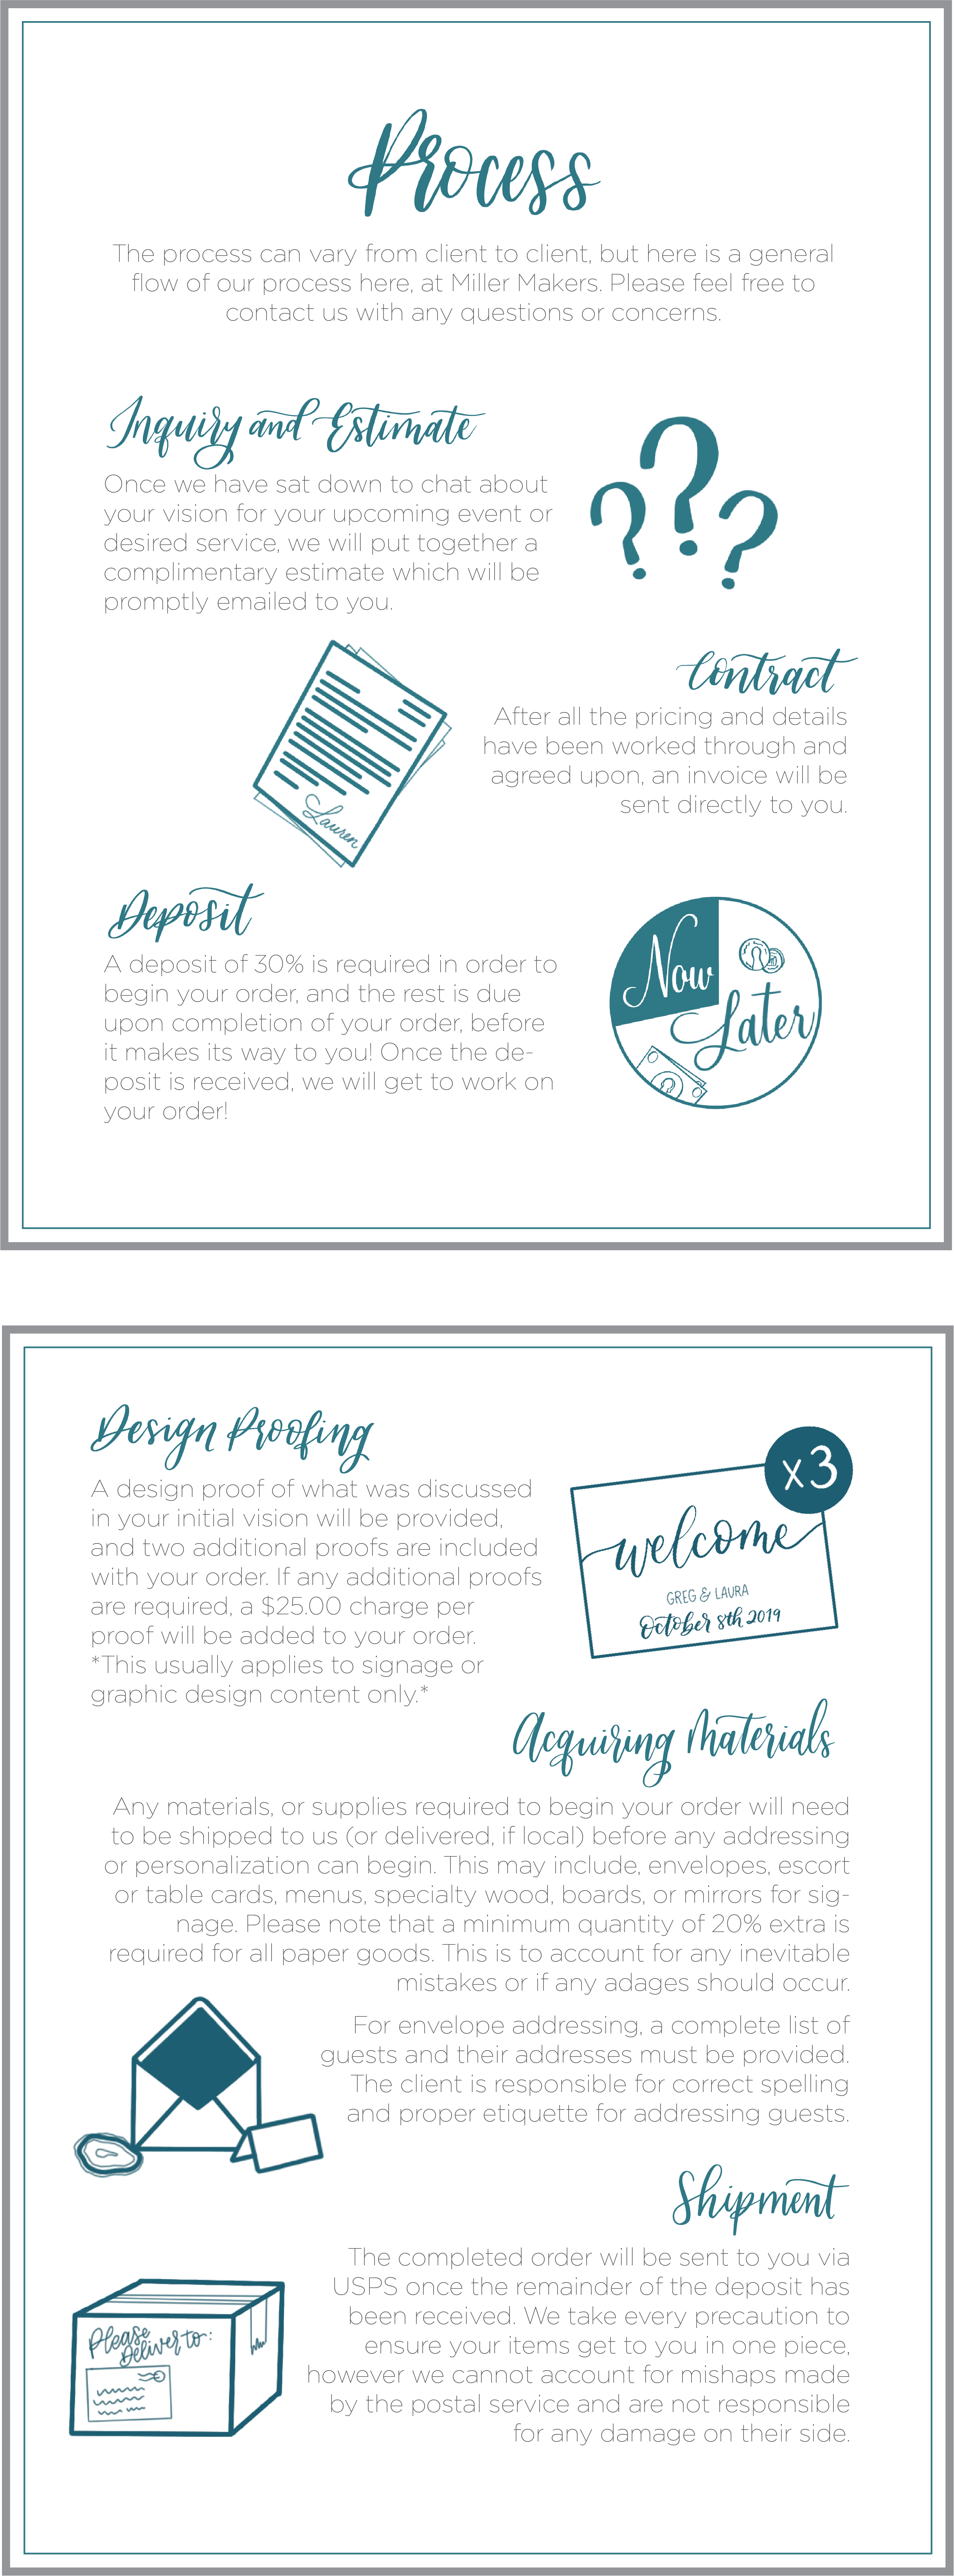 Process
The process can vary from client to client, but here is a general
flow of our process here, at Miller Makers. Please feel free to
contact us with any questions or concerns.
Inquiry and Estimate
Once we have sat down to chat about
your vision for your upcoming event or
desired service, we will put together a
complimentary estimate which will be
promptly emailed to you.
???
Contract
After all the pricing and details
have been worked through and
agreed upon, an invoice will be
sent directly to you.
Lauren
Deposit
A deposit of 30% is required in order to
begin your order, and the rest is due
upon completion of your order, before
it makes its way to you! Once the de-
posit is received, we will get to work on
your order!
Now
Later
Design Proofing
A design proof of what was discussed
in your initial vision will be provided,
and two additional proofs are included
with your order. If any additional proofs
are required, a $25.00 charge per
proof will be added to your order.
*This usually applies to signage or
graphic design content only.*
x3
welcome
GREG & LAURA
October 8th 2019
Acquiring Materials
Any materials, or supplies required to begin your order will need
to be shipped to us (or delivered, if local) before any addressing
or personalization can begin. This may include, envelopes, escort
or table cards, menus, specialty wood, boards, or mirrors for sig-
nage. Please note that a minimum quantity of 20% extra is
required for all paper goods. This is to account for any inevitable
mistakes or if any adages should occur.
For envelope addressing, a complete list of
guests and their addresses must be provided.
The client is responsible for correct spelling
and proper etiquette for addressing guests.
Shipment
The completed order will be sent to you via
USPS once the remainder of the deposit has
been received. We take every precaution to
ensure your items get to you in one piece,
however we cannot account for mishaps made
by the postal service and are not responsible
for any damage on their side.
Please
Deliver to: